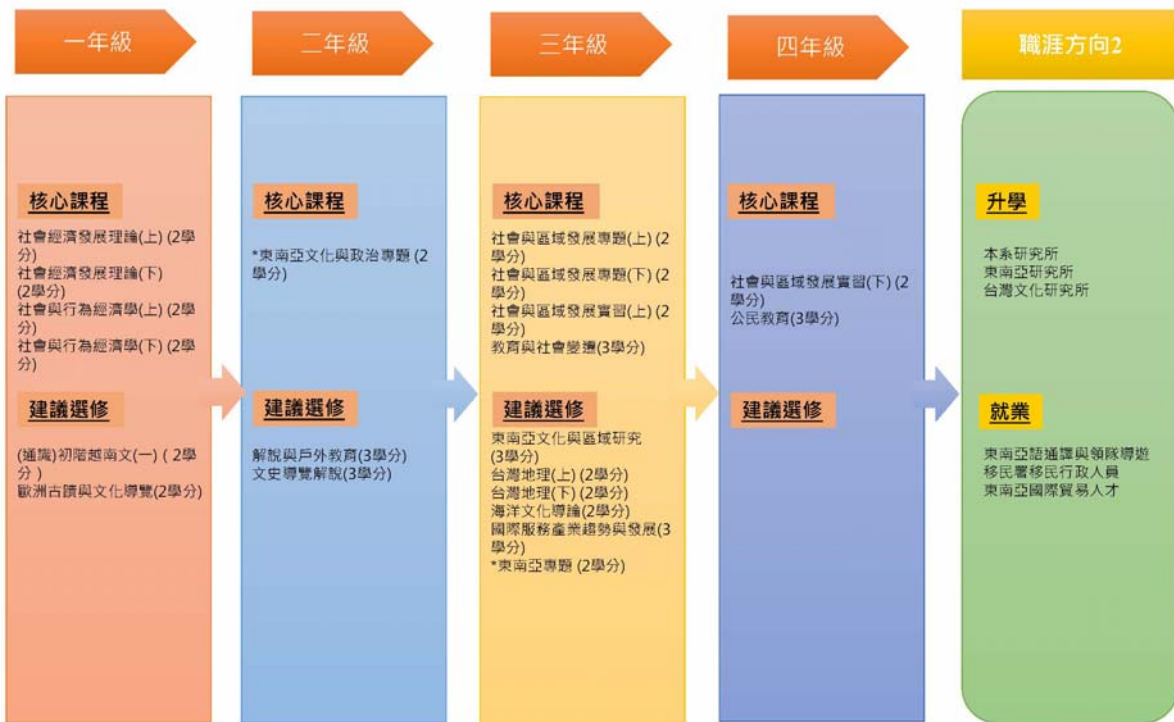 一年級
二年級
三年級
四年級
職涯方向2
核心課程
社會經濟發展理論(上) (2學
分)
社會經濟發展理論(下)
(2學分)
社會與行為經濟學(上) (2學
分)
社會與行為經濟學(下) (2學
分)
建議選修
(通識)初階越南文(一) ( 2學
分 )
歐洲古蹟與文化導覽(2學分)
核心課程
*東南亞文化與政治專題 (2
學分)
建議選修
解說與戶外教育(3學分)
文史導覽解說(3學分)
核心課程
社會與區域發展專題(上) (2
學分)
社會與區域發展專題(下) (2
學分)
社會與區域發展實習(上) (2
學分)
教育與社會變遷(3學分)
建議選修
東南亞文化與區域研究
(3學分)
台灣地理(上) (2學分)
台灣地理(下) (2學分)
海洋文化導論(2學分)
國際服務產業趨勢與發展(3
學分)
*東南亞專題 (2學分)
核心課程
社會與區域發展實習(下) (2
學分)
公民教育(3學分)
建議選修
升學
本系研究所
東南亞研究所
台灣文化研究所
就業
東南亞語通譯與領隊導遊
移民署移民行政人員
東南亞國際貿易人才